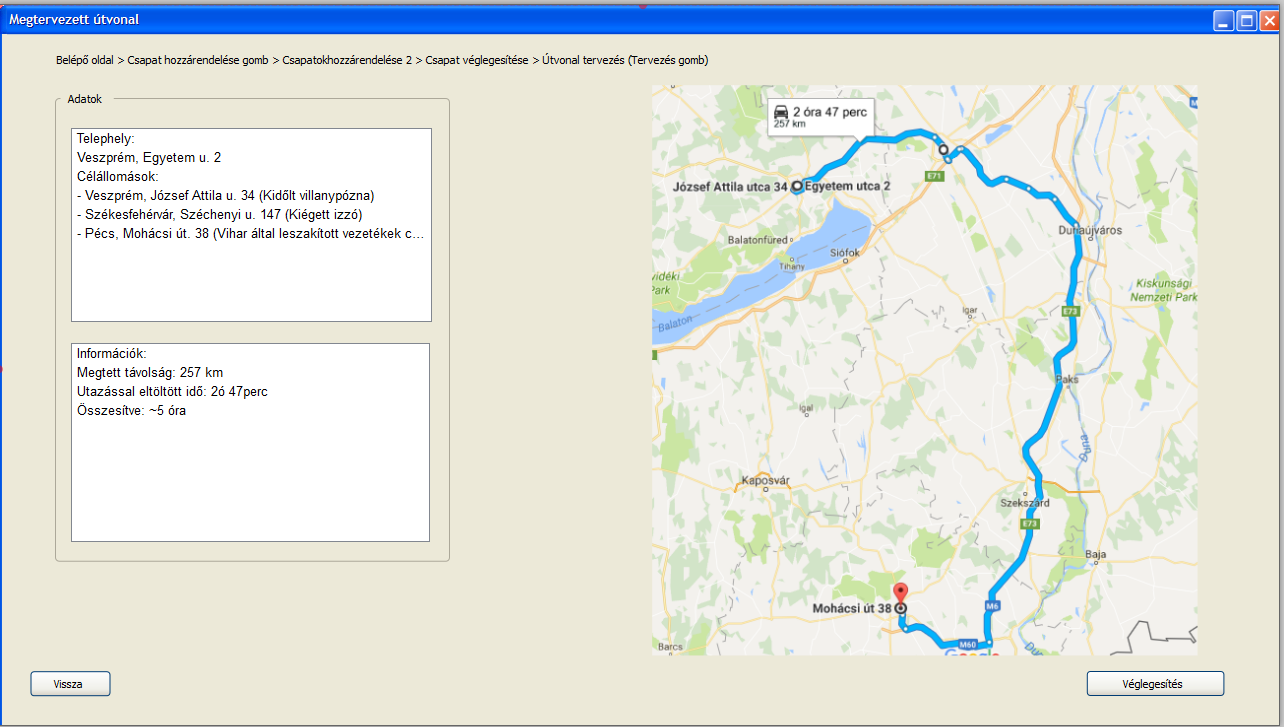 Megtervezett útvonal
Belépő oldal > Csapat hozzárendelése gomb > Csapatokhozzárendelése 2 > Csapat véglegesítése > Útvonal tervezés (Tervezés gomb)
Adatok
Telephely:
Veszprém, Egyetem u. 2
Célállomások:
- Veszprém, József Attila u. 34 (Kidőlt villanypózna)
- Székesfehérvár, Széchenyi u. 147 (Kiégett izzó)
- Pécs, Mohácsi út. 38 (Vihar által leszakított vezetékek c...
Információk:
Megtett távolság: 257 km
Utazással eltöltött idő: 2ó 47perc
Összesítve: ~5 óra
2 óra 47 perc
257 km
E71
József Attila utca 34
Egyetem utca 2
Dunaújváros
Balatonfüred
Siófok
Tihany
vidéki
Park
Kiskunsági
Nemzeti Park
Igar
E73
Balaton
Paks
Igal
Duna
Kaposvár
Szekszárd
E73
Baja
Mohácsi út 38
M6
M60
Barcs
Vissza
Véglegesítés